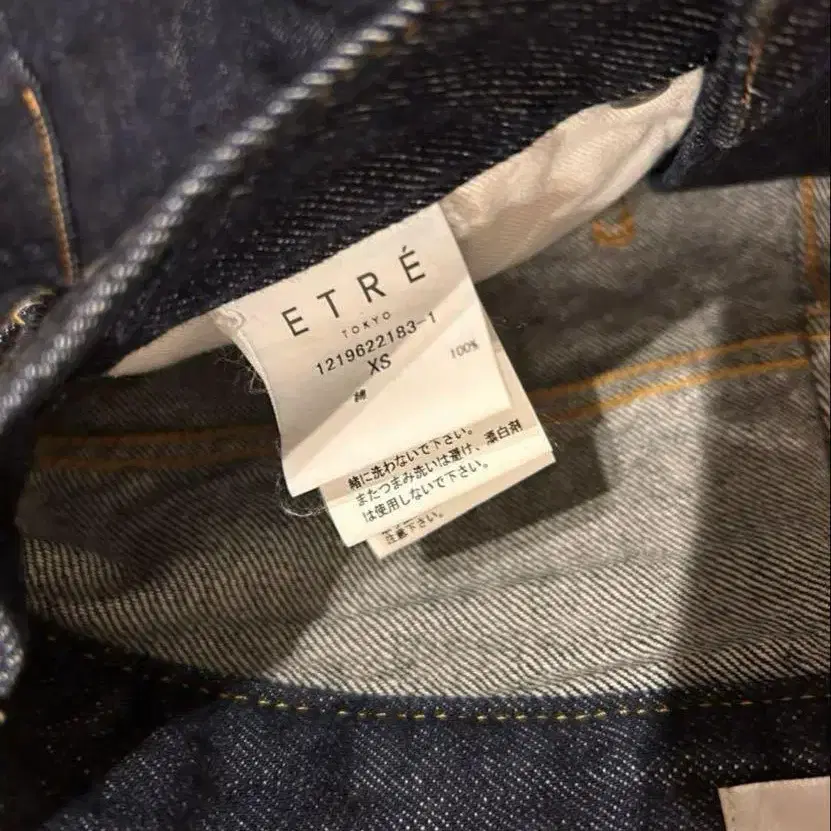 ETRÉ
TOKYO
1219622183-1
XS
綿 100%
緒に洗わないで下さい。
またつまみ洗いは避け、漂白剤
は使用しないで下さい。
注意下さい。